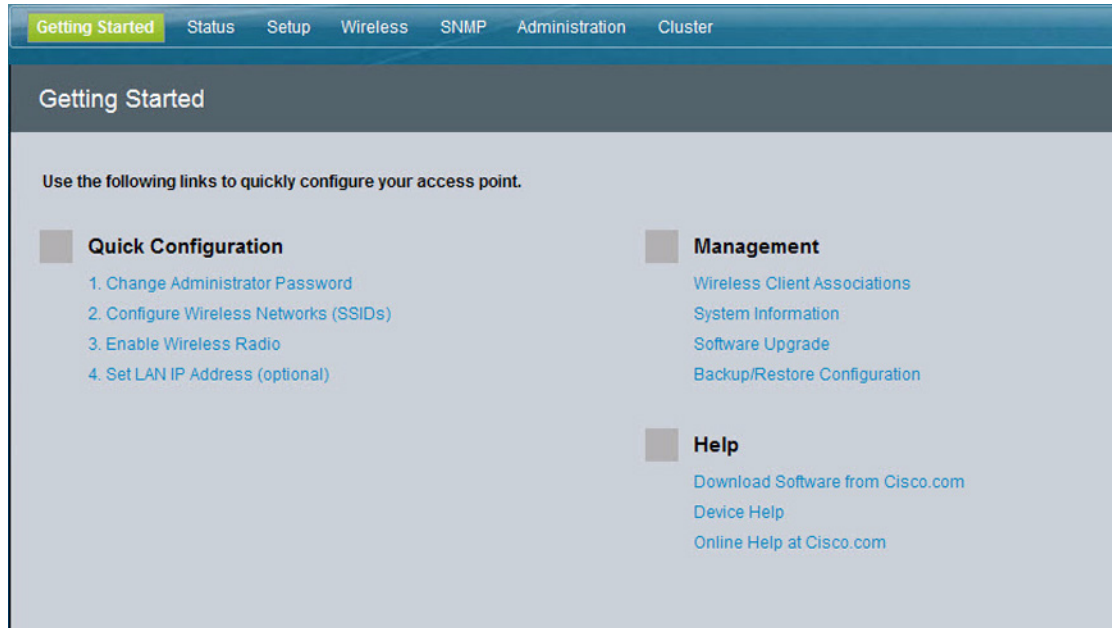 Getting Started Status Setup Wireless SNMP Administration Cluster
Getting Started
Use the following links to quickly configure your access point.
Quick Configuration
1. Change Administrator Password
2. Configure Wireless Networks (SSIDs)
3. Enable Wireless Radio
4. Set LAN IP Address (optional)
Management
Wireless Client Associations
System Information
Software Upgrade
Backup/Restore Configuration
Help
Download Software from Cisco.com
Device Help
Online Help at Cisco.com